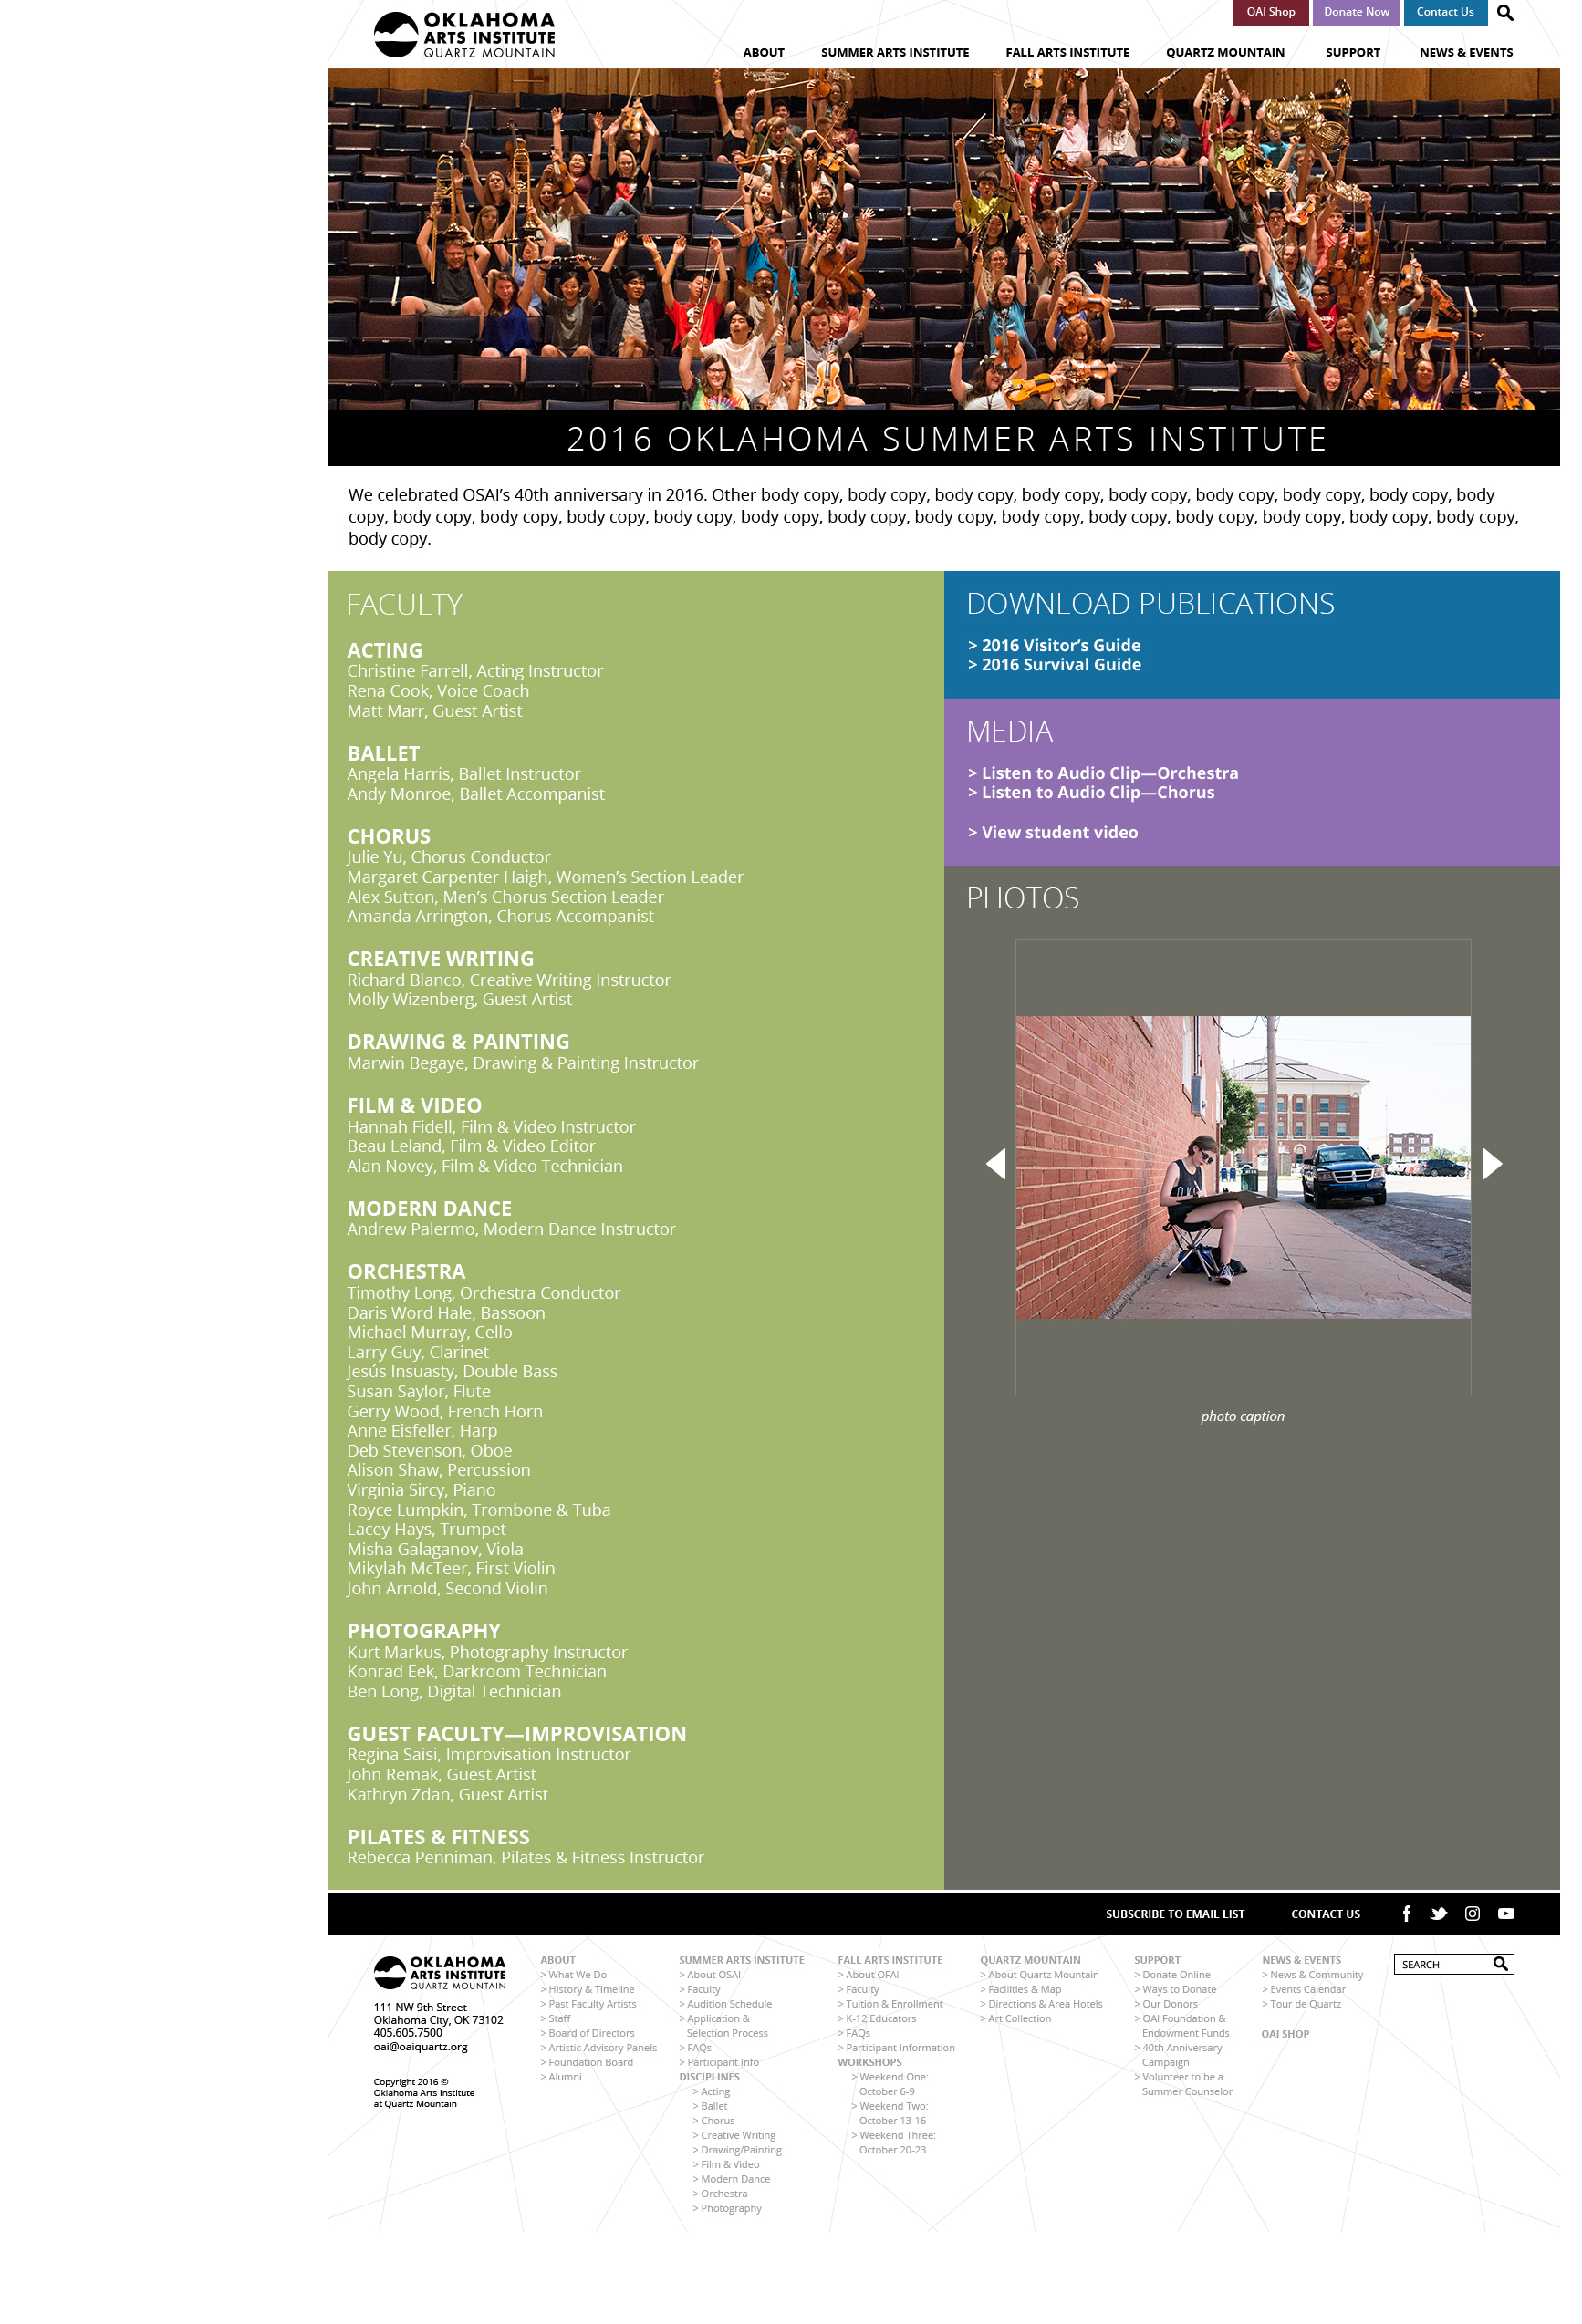 OKLAHOMA
ARTS INSTITUTE
QUARTZ MOUNTAIN
OAI Shop
Donate Now
Contact Us
ABOUT
SUMMER ARTS INSTITUTE
FALL ARTS INSTITUTE
QUARTZ MOUNTAIN
SUPPORT
NEWS & EVENTS
2016 OKLAHOMA SUMMER ARTS INSTITUTE
We celebrated OSAI’s 40th anniversary in 2016. Other body copy, body copy, body copy, body copy, body copy, body copy, body copy, body copy, body
copy, body copy, body copy, body copy, body copy, body copy, body copy, body copy, body copy, body copy, body copy, body copy, body copy, body copy,
body copy.
FACULTY
ACTING
Christine Farrell, Acting Instructor
Rena Cook, Voice Coach
Matt Marr, Guest Artist
BALLET
Angela Harris, Ballet Instructor
Andy Monroe, Ballet Accompanist
CHORUS
Julie Yu, Chorus Conductor
Margaret Carpenter Haigh, Women’s Section Leader
Alex Sutton, Men’s Chorus Section Leader
Amanda Arrington, Chorus Accompanist
CREATIVE WRITING
Richard Blanco, Creative Writing Instructor
Molly Wizenberg, Guest Artist
DRAWING & PAINTING
Marwin Begaye, Drawing & Painting Instructor
FILM & VIDEO
Hannah Fidell, Film & Video Instructor
Beau Leland, Film & Video Editor
Alan Novey, Film & Video Technician
MODERN DANCE
Andrew Palermo, Modern Dance Instructor
ORCHESTRA
Timothy Long, Orchestra Conductor
Daris Word Hale, Bassoon
Michael Murray, Cello
Larry Guy, Clarinet
Jesús Insuasty, Double Bass
Susan Saylor, Flute
Gerry Wood, French Horn
Anne Eisfeller, Harp
Deb Stevenson, Oboe
Alison Shaw, Percussion
Virginia Sircy, Piano
Royce Lumpkin, Trombone & Tuba
Lacey Hays, Trumpet
Misha Galaganov, Viola
Mikylah McTeer, First Violin
John Arnold, Second Violin
PHOTOGRAPHY
Kurt Markus, Photography Instructor
Konrad Eek, Darkroom Technician
Ben Long, Digital Technician
GUEST FACULTY—IMPROVISATION
Regina Saisi, Improvisation Instructor
John Remak, Guest Artist
Kathryn Zdan, Guest Artist
PILATES & FITNESS
Rebecca Penniman, Pilates & Fitness Instructor
DOWNLOAD PUBLICATIONS
> 2016 Visitor’s Guide
> 2016 Survival Guide
MEDIA
> Listen to Audio Clip—Orchestra
> Listen to Audio Clip—Chorus
> View student video
PHOTOS
photo caption
SUBSCRIBE TO EMAIL LIST
CONTACT US
OKLAHOMA
ARTS INSTITUTE
QUARTZ MOUNTAIN
111 NW 9th Street
Oklahoma City, OK 73102
405.605.7500
oai@oaiquartz.org
Copyright 2016 ©
Oklahoma Arts Institute
at Quartz Mountain
ABOUT
> What We Do
> History & Timeline
> Past Faculty Artists
> Staff
> Board of Directors
> Artistic Advisory Panels
> Foundation Board
> Alumni
SUMMER ARTS INSTITUTE
> About OSAI
> Faculty
> Audition Schedule
> Application &
Selection Process
> FAQs
> Participant Info
DISCIPLINES
> Acting
> Ballet
> Chorus
> Creative Writing
> Drawing/Painting
> Film & Video
> Modern Dance
> Orchestra
> Photography
FALL ARTS INSTITUTE
> About OFAI
> Faculty
> Tuition & Enrollment
> K-12 Educators
> FAQs
> Participant Information
WORKSHOPS
> Weekend One:
October 6-9
> Weekend Two:
October 13-16
> Weekend Three:
October 20-23
QUARTZ MOUNTAIN
> About Quartz Mountain
> Facilities & Map
> Directions & Area Hotels
> Art Collection
SUPPORT
> Donate Online
> Ways to Donate
> Our Donors
> OAI Foundation &
Endowment Funds
> 40th Anniversary
Campaign
> Volunteer to be a
Summer Counselor
NEWS & EVENTS
> News & Community
> Events Calendar
> Tour de Quartz
OAI SHOP
SEARCH